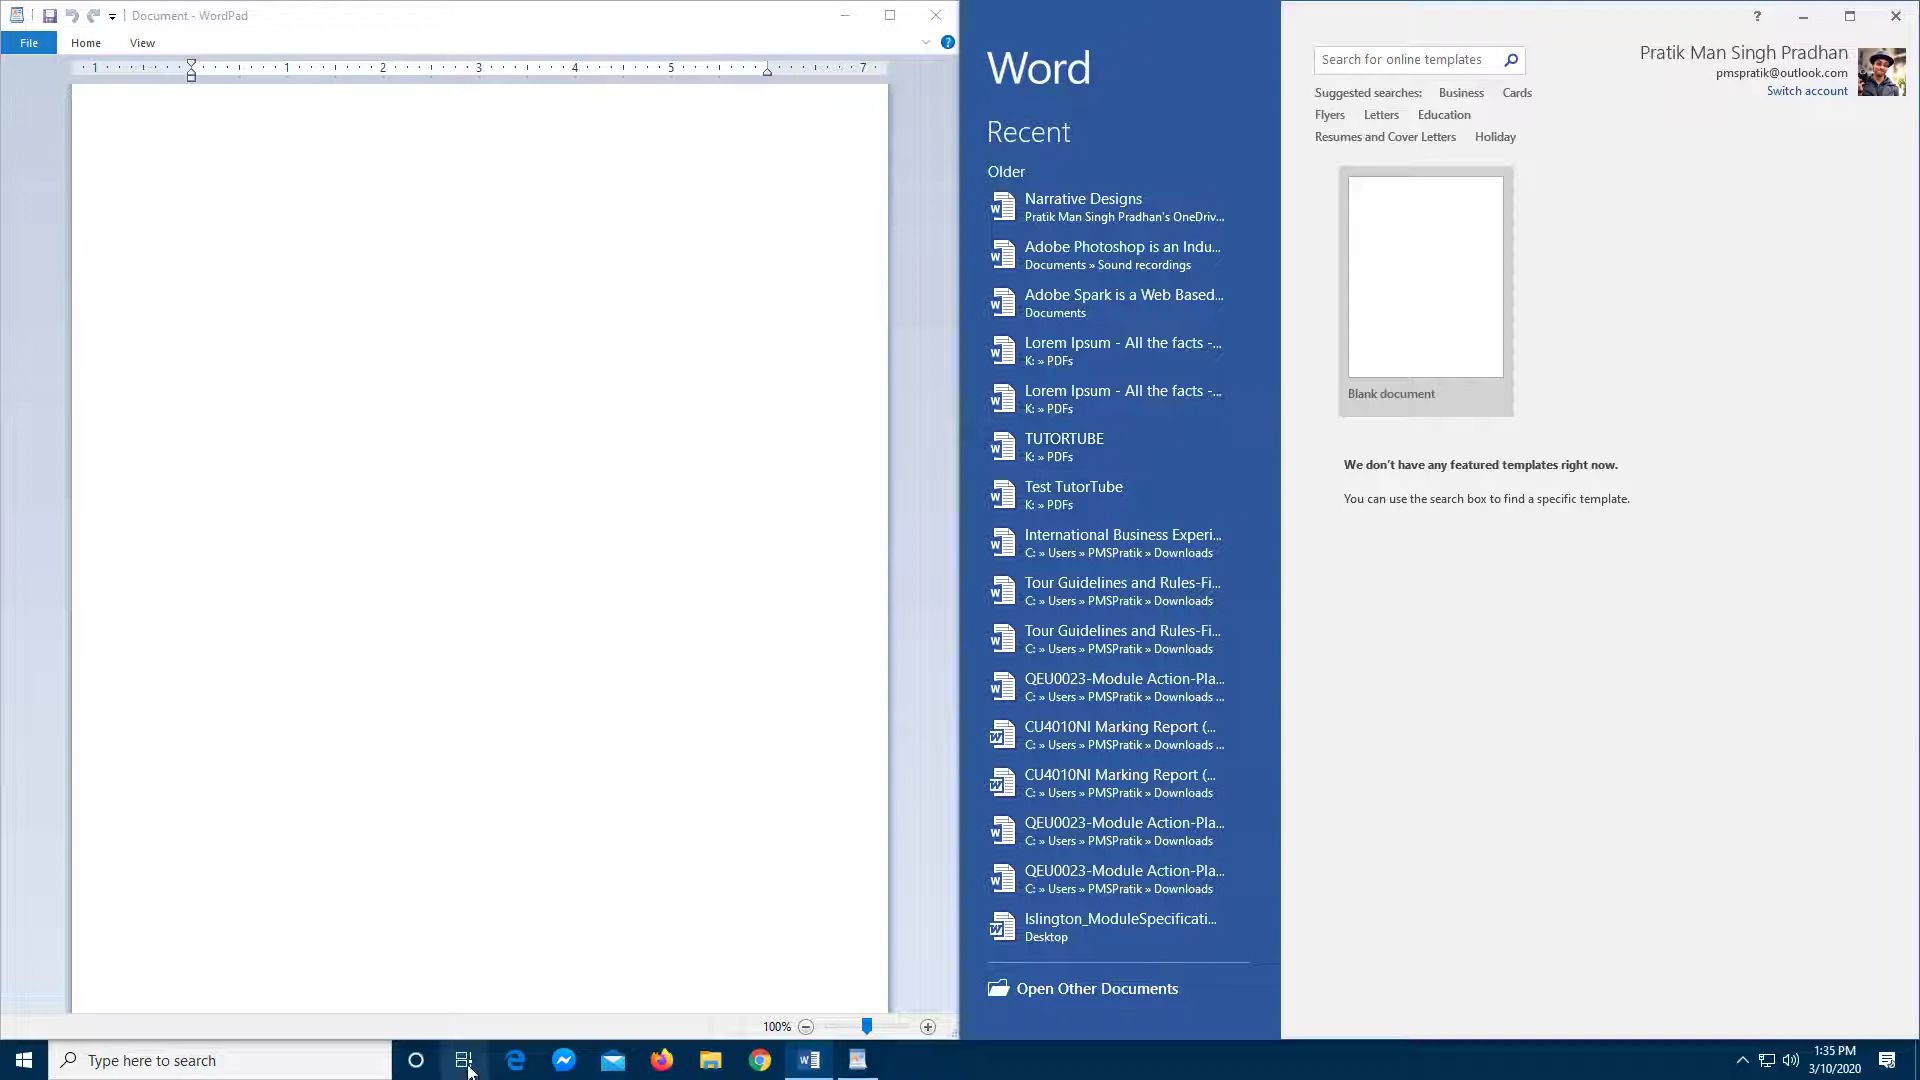 Document - WordPad
File Home View
1 1 2 3 4 5 7
100%
Word
Recent
Older
Narrative Designs
Pratik Man Singh Pradhan's OneDriv...
Adobe Photoshop is an Indu...
Documents » Sound recordings
Adobe Spark is a Web Based...
Documents
Lorem Ipsum - All the facts -...
K: » PDFs
Lorem Ipsum - All the facts -...
K: » PDFs
TUTORTUBE
K: » PDFs
Test TutorTube
K: » PDFs
International Business Experi...
C: » Users » PMSPratik » Downloads
Tour Guidelines and Rules-Fi...
C: » Users » PMSPratik » Downloads
Tour Guidelines and Rules-Fi...
C: » Users » PMSPratik » Downloads
QEU0023-Module Action-Pla...
C: » Users » PMSPratik » Downloads ...
CU4010NI Marking Report (...
C: » Users » PMSPratik » Downloads ...
CU4010NI Marking Report (...
C: » Users » PMSPratik » Downloads
QEU0023-Module Action-Pla...
C: » Users » PMSPratik » Downloads
QEU0023-Module Action-Pla...
C: » Users » PMSPratik » Downloads
Islington_ModuleSpecificati...
Desktop
Open Other Documents
Search for online templates
Suggested searches: Business Cards
Flyers Letters Education
Resumes and Cover Letters Holiday
Pratik Man Singh Pradhan
pmspratik@outlook.com
Switch account
Blank document
We don't have any featured templates right now.
You can use the search box to find a specific template.
Type here to search
1:35 PM
3/10/2020